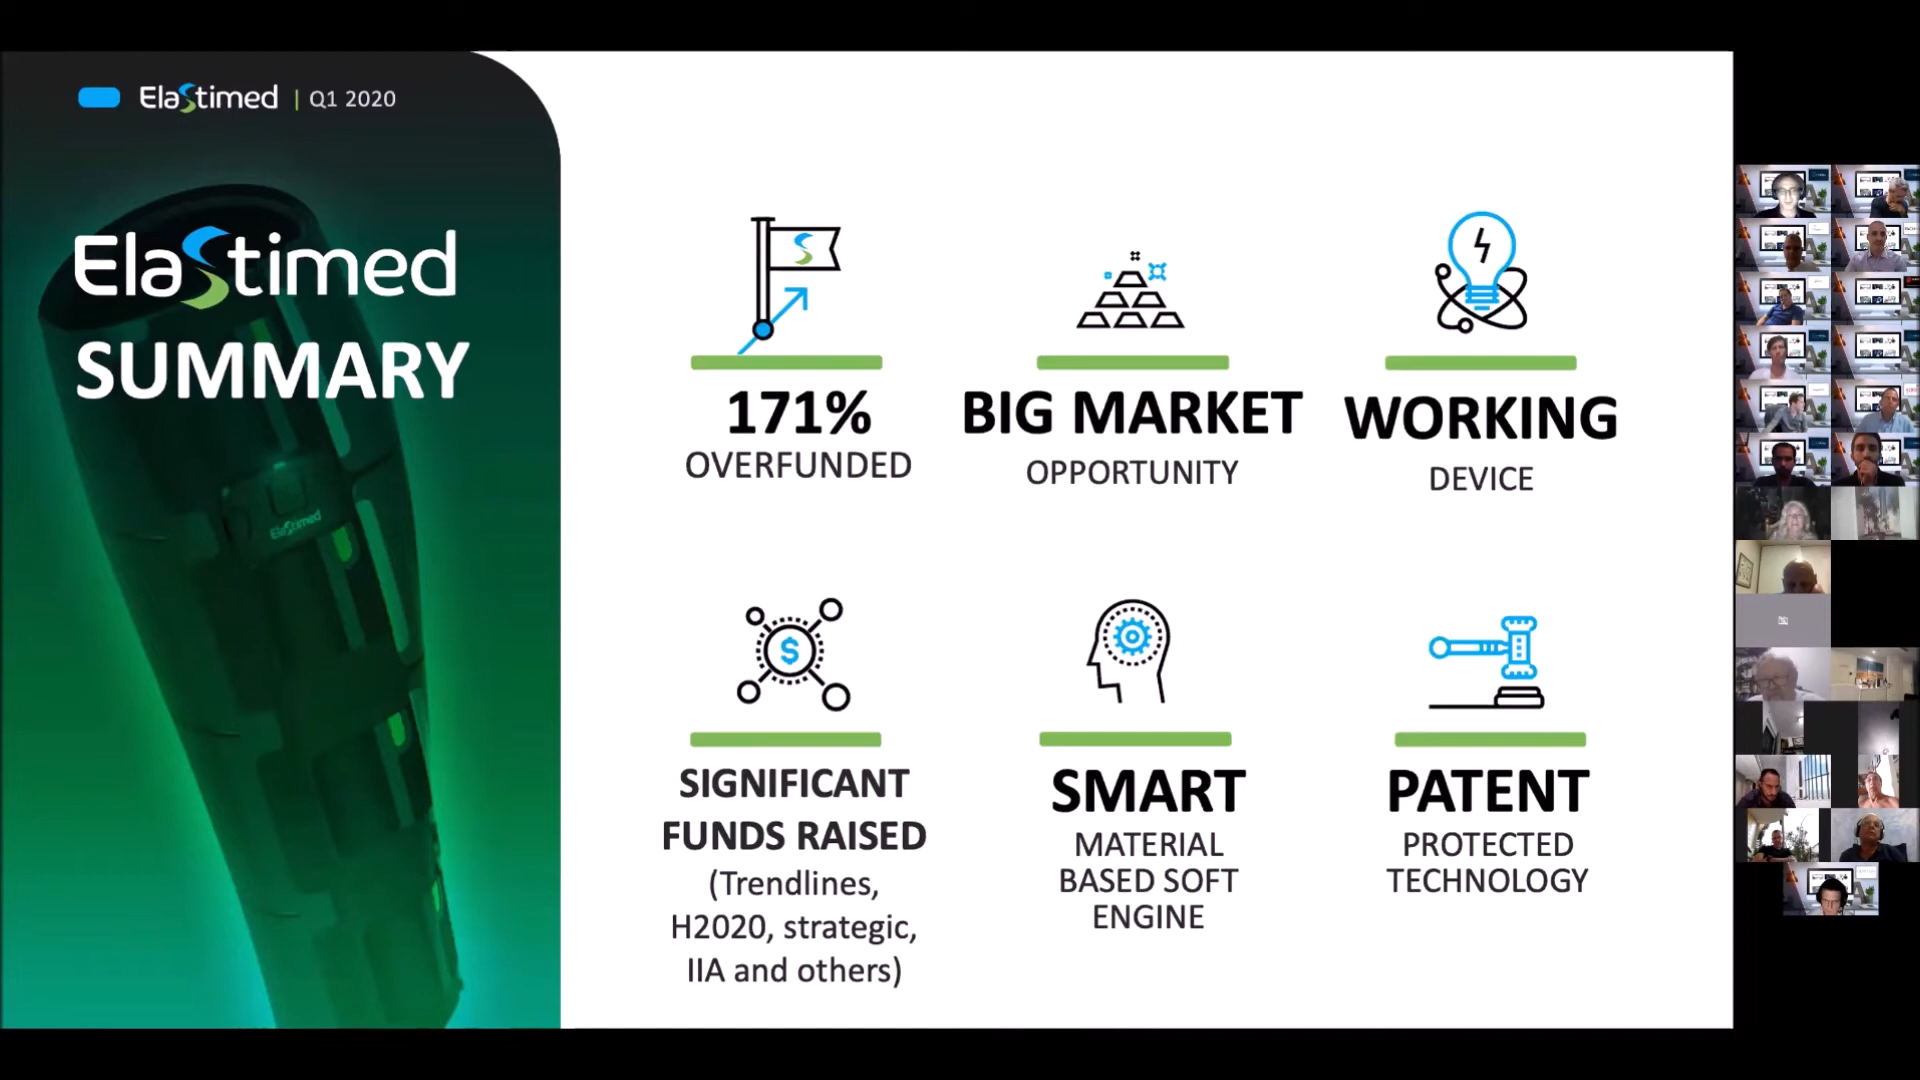 Elastimed | Q1 2020
Elastimed
SUMMARY
Elastimed
171%
OVERFUNDED
BIG MARKET
OPPORTUNITY
WORKING
DEVICE
$
SIGNIFICANT
FUNDS RAISED
(Trendlines,
H2020, strategic,
IIA and others)
SMART
MATERIAL
BASED SOFT
ENGINE
PATENT
PROTECTED
TECHNOLOGY